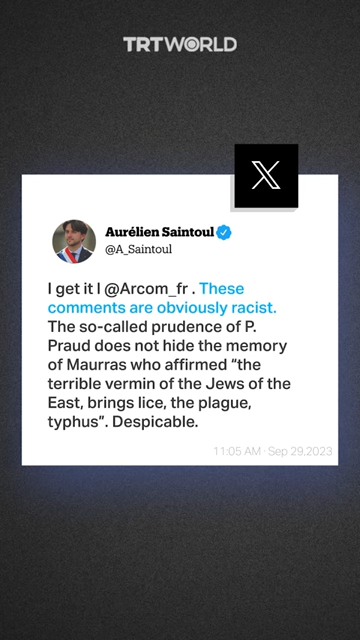 TRT WORLD
X
Aurélien Saintoul
@A_Saintoul
I get it I @Arcom_fr . These
comments are obviously racist.
The so-called prudence of P.
Praud does not hide the memory
of Maurras who affirmed “the
terrible vermin of the Jews of the
East, brings lice, the plague,
typhus”. Despicable.
11:05 AM · Sep 29,2023